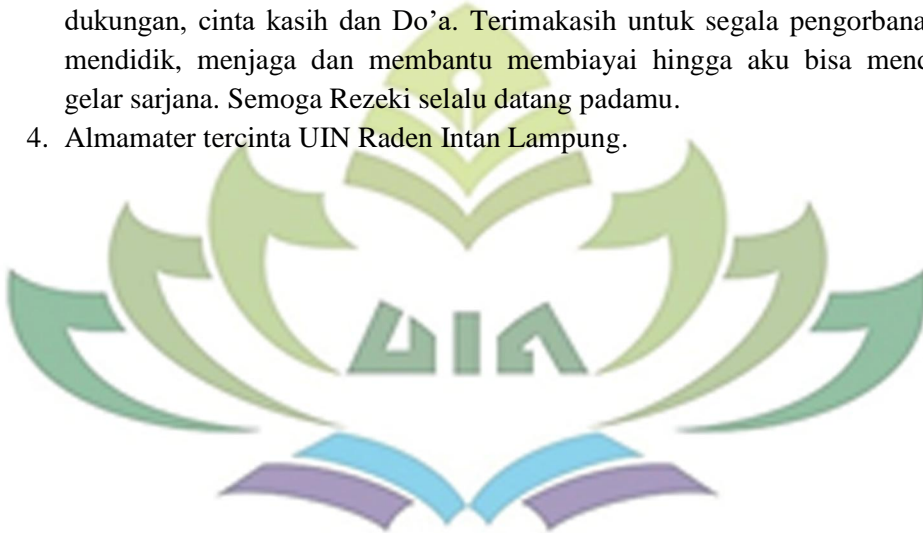 dukungan, cinta kasih dan Do’a. Terimakasih untuk segala
mendidik, menjaga dan membantu membiayai hingga aku bisa
gelar sarjana. Semoga Rezeki selalu datang padamu.
4. Almamater tercinta UIN Raden Intan Lampung.
UIN